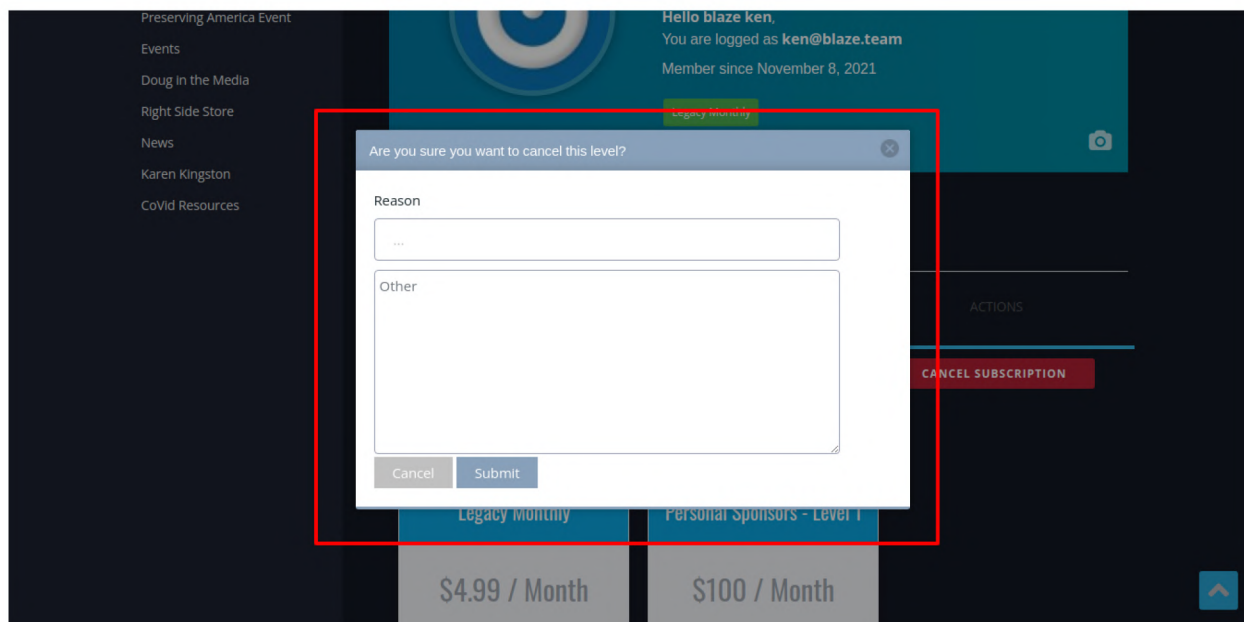 Preserving America Event
Events
Doug in the Media
Right Side Store
News
Karen Kingston
CoVid Resources
Hello blaze ken,
You are logged as ken@blaze.team
Member since November 8, 2021
Legacy Monthly
Are you sure you want to cancel this level?
Reason
...
Other
Cancel
Submit
ACTIONS
CANCEL SUBSCRIPTION
Legacy Monthly
Personal Sponsors - Level 1
$4.99 / Month
$100 / Month